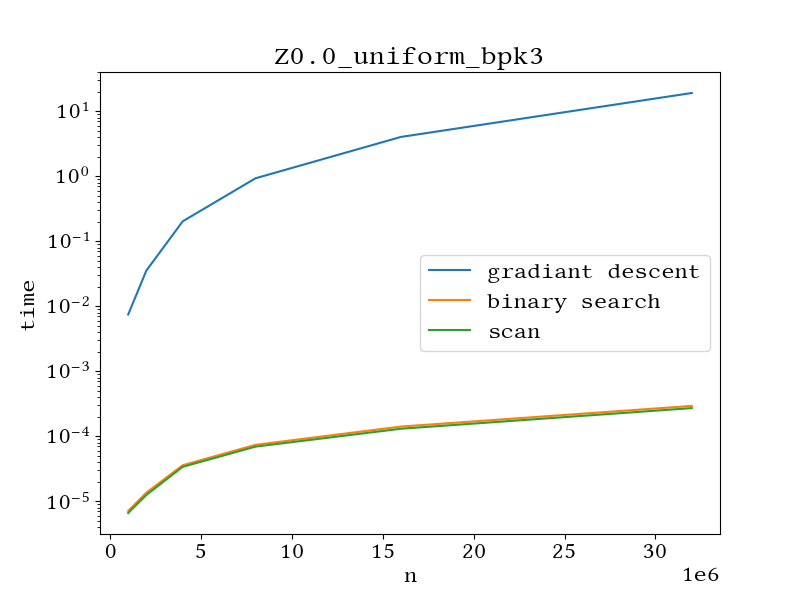 Z0.0_uniform_bpk3
10¹
10⁰
10⁻¹
10⁻²
10⁻³
10⁻⁴
10⁻⁵
time
gradiant descent
binary search
scan
0 5 10 15 20 25 30
1e6
n